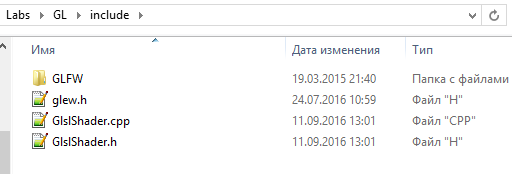 Labs > GL > include >
Имя Дата изменения Тип
GLFW 19.03.2015 21:40 Папка с файлами
glew.h 24.07.2016 10:59 Файл "H"
GlslShader.cpp 11.09.2016 13:01 Файл "CPP"
GlslShader.h 11.09.2016 13:01 Файл "H"